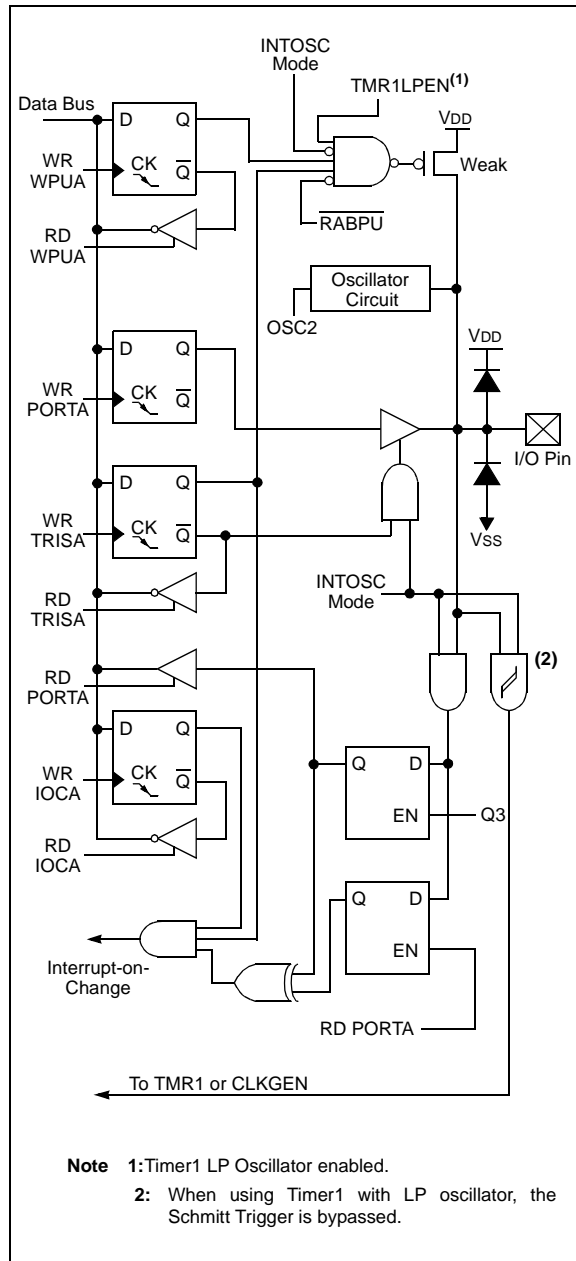 INTOSC
Mode
TMR1LPEN(1)
Data Bus
VDD
D Q
WR
WPUA
CK Q
Weak
RABPU
RD
WPUA
Oscillator
Circuit
OSC2
VDD
D Q
WR
PORTA
CK Q
I/O Pin
D Q
WR
TRISA
CK Q
VSS
INTOSC
Mode
RD
TRISA
(2)
RD
PORTA
D Q
WR
IOCA
CK Q
Q D
EN
Q3
RD
IOCA
Q D
EN
Interrupt-on-
Change
RD PORTA
To TMR1 or CLKGEN
Note 1:Timer1 LP Oscillator enabled.
2: When using Timer1 with LP oscillator, the
Schmitt Trigger is bypassed.